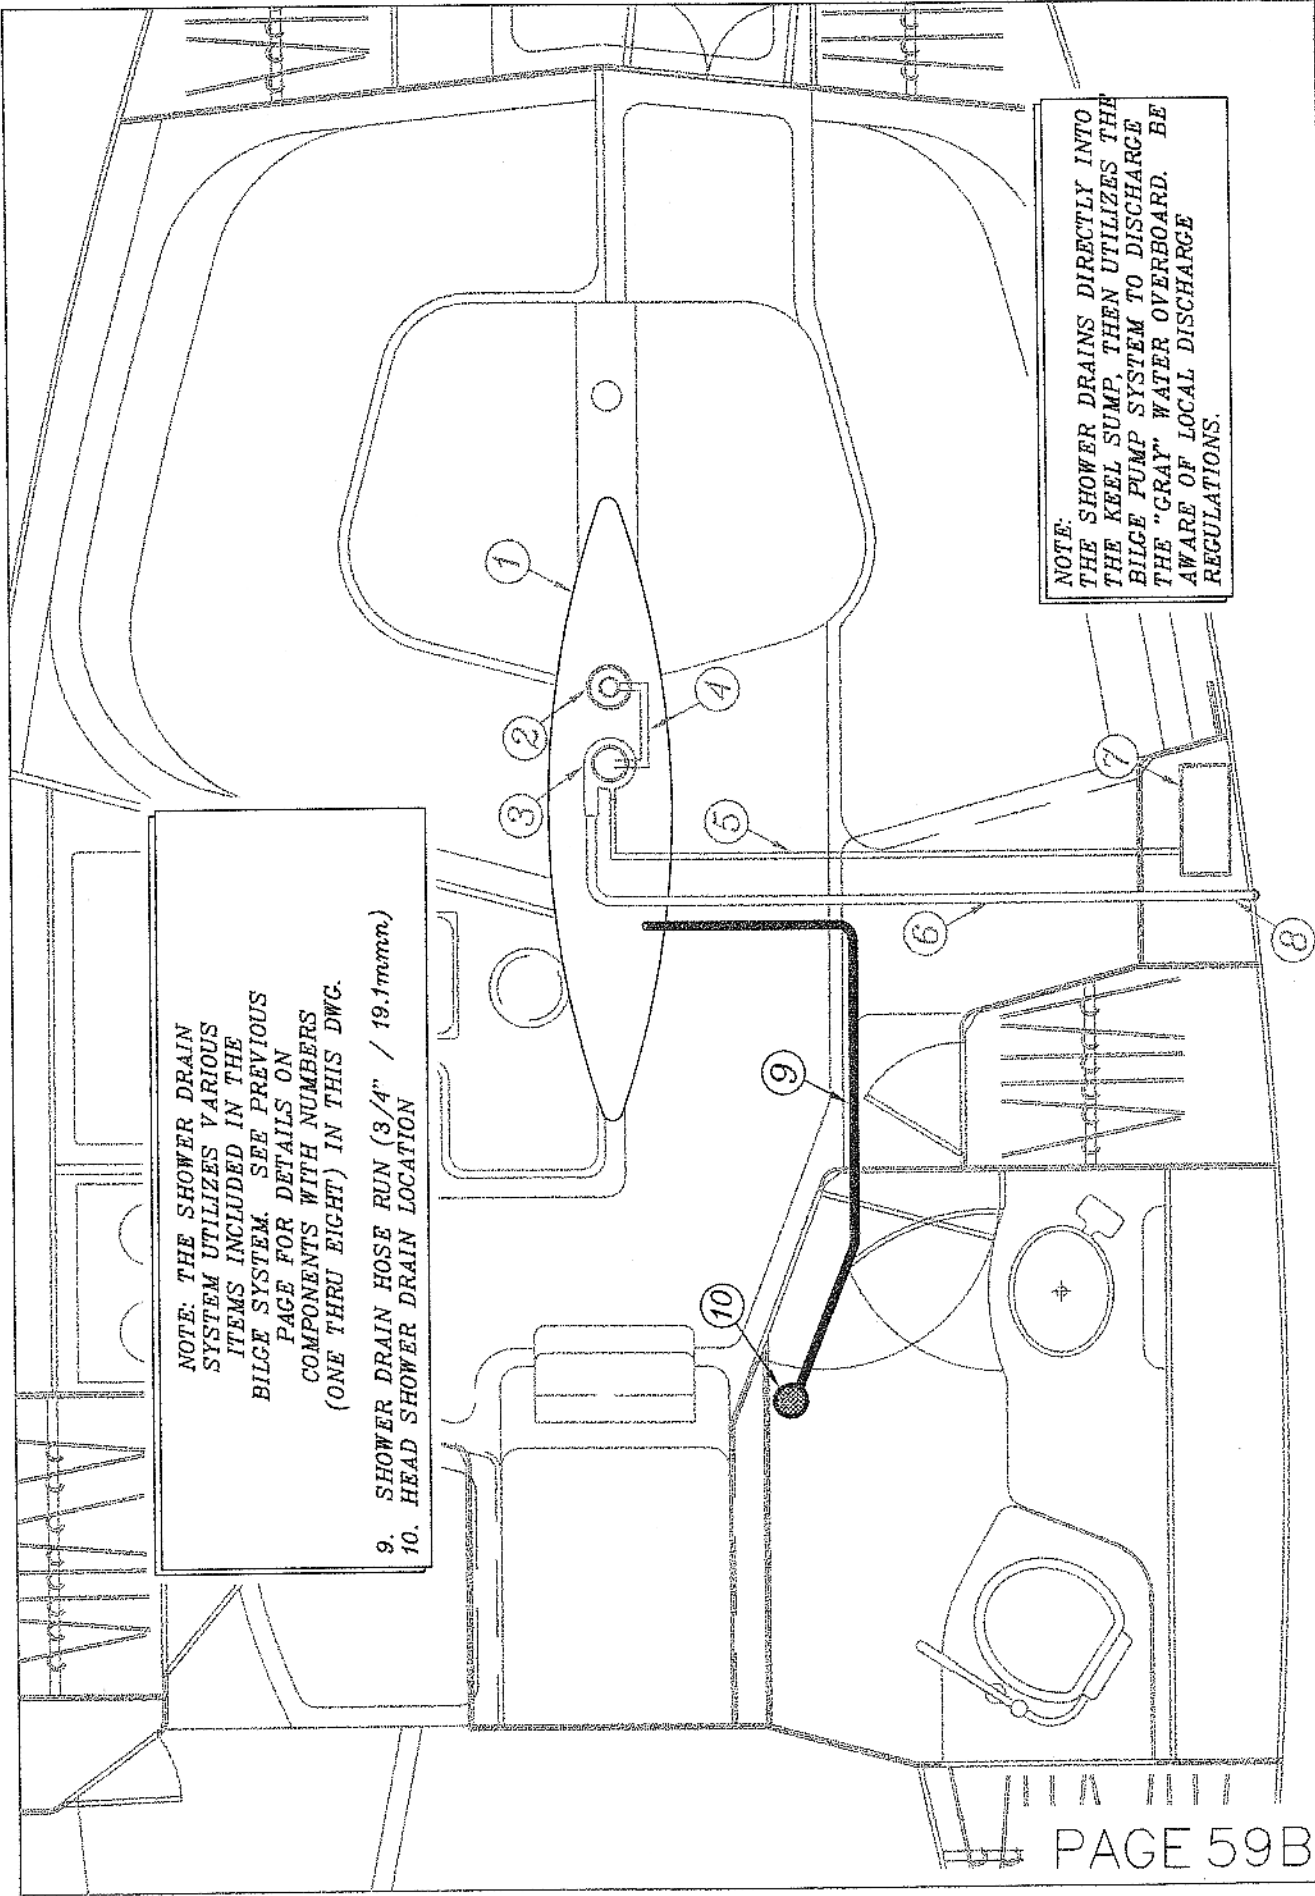 NOTE: THE SHOWER DRAIN
SYSTEM UTILIZES VARIOUS
ITEMS INCLUDED IN THE
BILGE SYSTEM. SEE PREVIOUS
PAGE FOR DETAILS ON
COMPONENTS WITH NUMBERS
(ONE THRU EIGHT) IN THIS DWG.
9. SHOWER DRAIN HOSE RUN (3/4" / 19.1mmn)
10. HEAD SHOWER DRAIN LOCATION
1
2
3
4
5
6
7
8
9
10
NOTE:
THE SHOWER DRAINS DIRECTLY INTO
THE KEEL SUMP, THEN UTILIZES THE
BILGE PUMP SYSTEM TO DISCHARGE
THE "GRAY" WATER OVERBOARD. BE
AWARE OF LOCAL DISCHARGE
REGULATIONS.
PAGE 59B